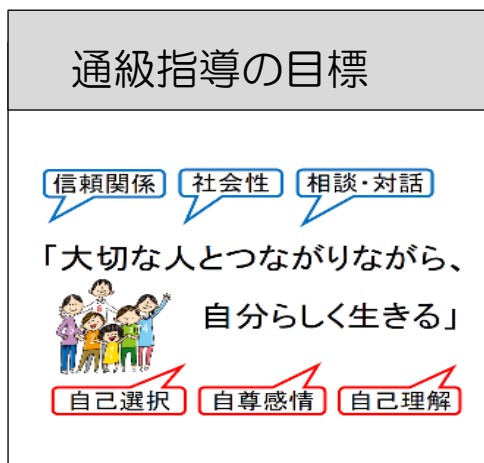 通級指導の目標
信頼関係 社会性 相談・対話
「大切な人とつながりながら、
自分らしく生きる」
自己選択 自尊感情 自己理解